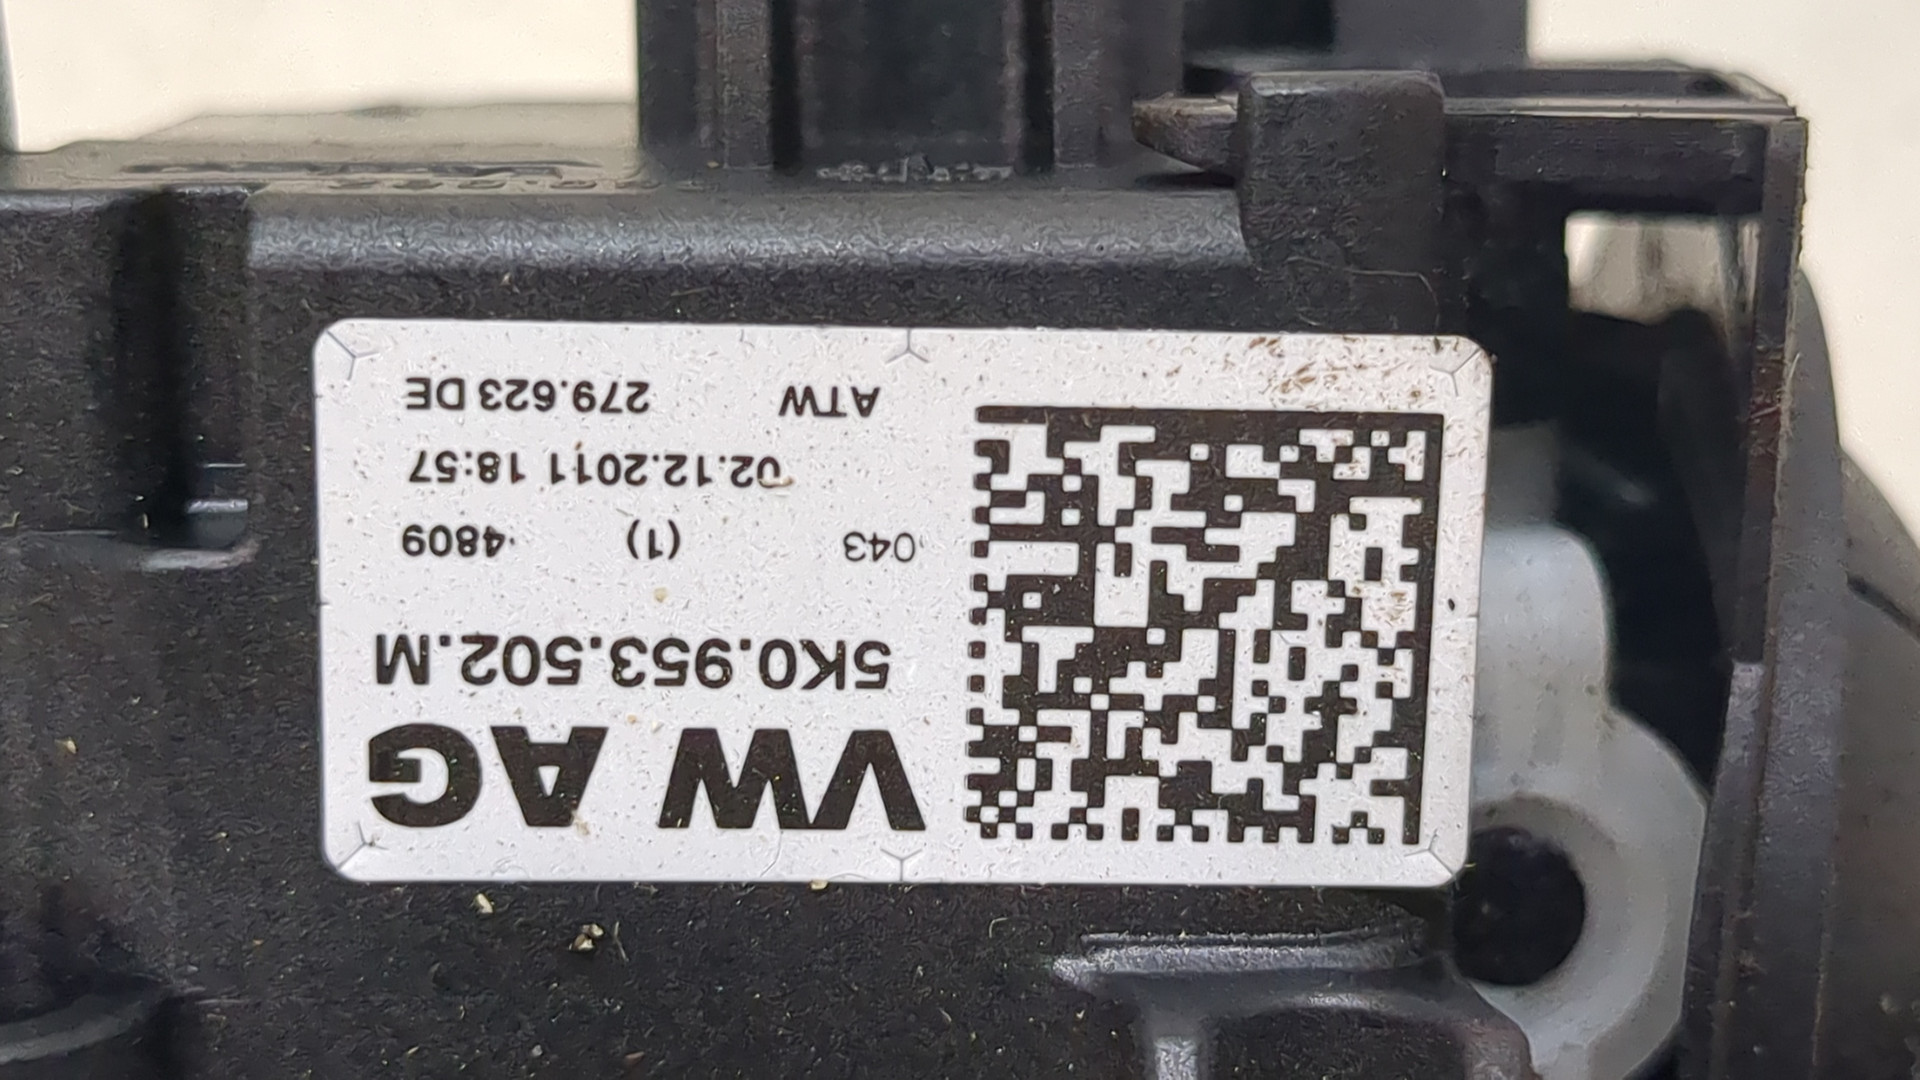 VW AG
5K0.953.502.M
043 (1) 4809
02.12.2011 18:57
ATW 279.623 DE